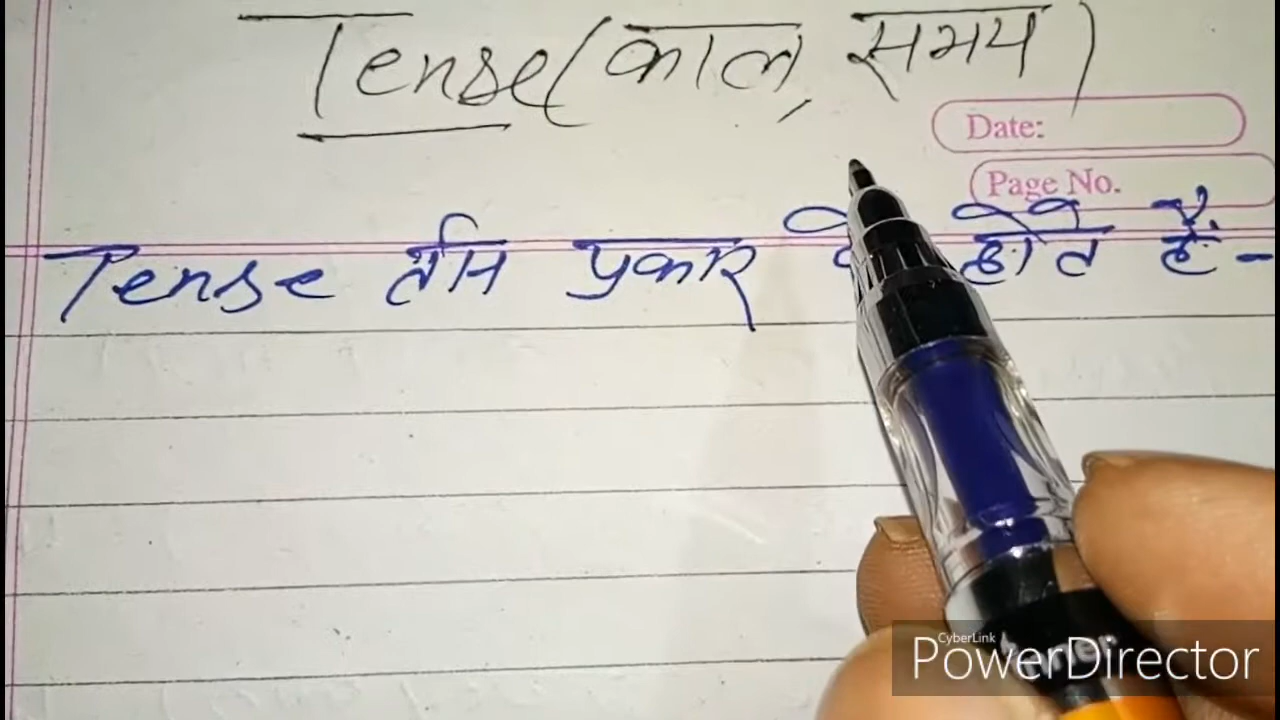 Tense (काल, समय)
Date:
Page No.
Tense तीन प्रकार के होते हैं-
CyberLink
PowerDirector